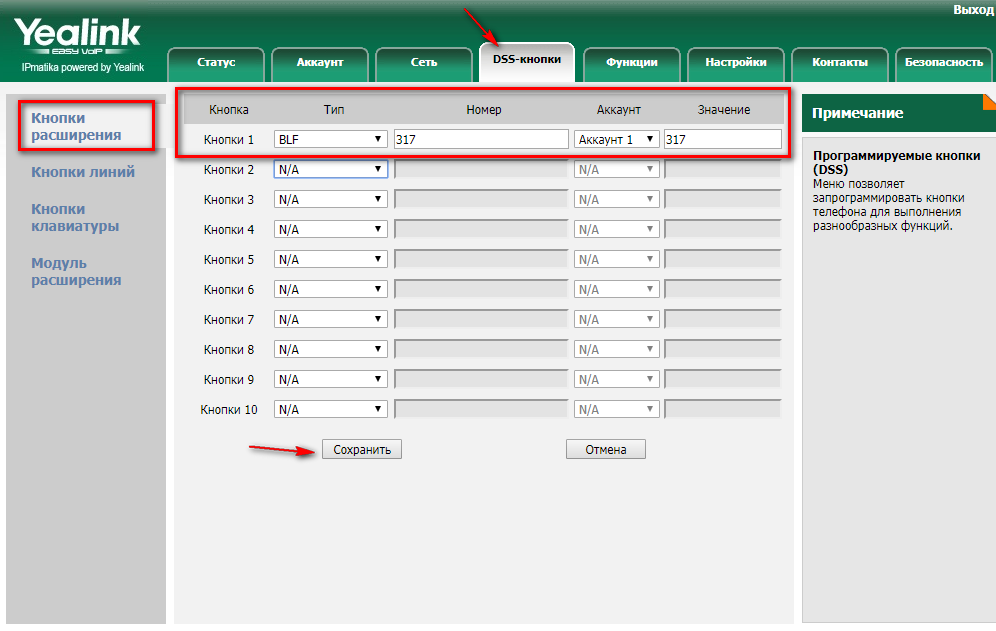 Выход
Yealink
EASY VoIP
IPmatika powered by Yealink
Статус
Аккаунт
Сеть
DSS-кнопки
Функции
Настройки
Контакты
Безопасность
Кнопки
расширения
Кнопки линий
Кнопки
клавиатуры
Модуль
расширения
Кнопка Тип Номер Аккаунт Значение
Кнопки 1 BLF 317 Аккаунт 1 317
Кнопки 2 N/A N/A
Кнопки 3 N/A N/A
Кнопки 4 N/A N/A
Кнопки 5 N/A N/A
Кнопки 6 N/A N/A
Кнопки 7 N/A N/A
Кнопки 8 N/A N/A
Кнопки 9 N/A N/A
Кнопки 10 N/A N/A
Сохранить Отмена
Примечание
Программируемые кнопки
(DSS)
Меню позволяет
запрограммировать кнопки
телефона для выполнения
разнообразных функций.